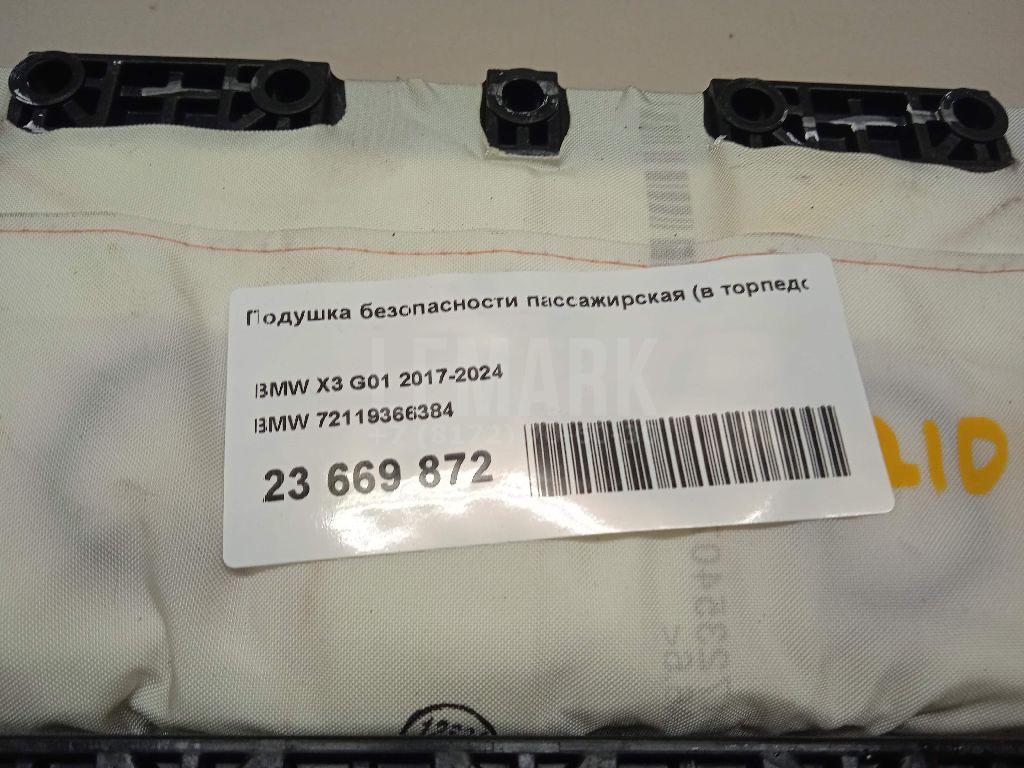 Подушка безопасности пассажирская (в торпедо
BMW X3 G01 2017-2024
LEMARK
BMW 72119366384
23 669 872